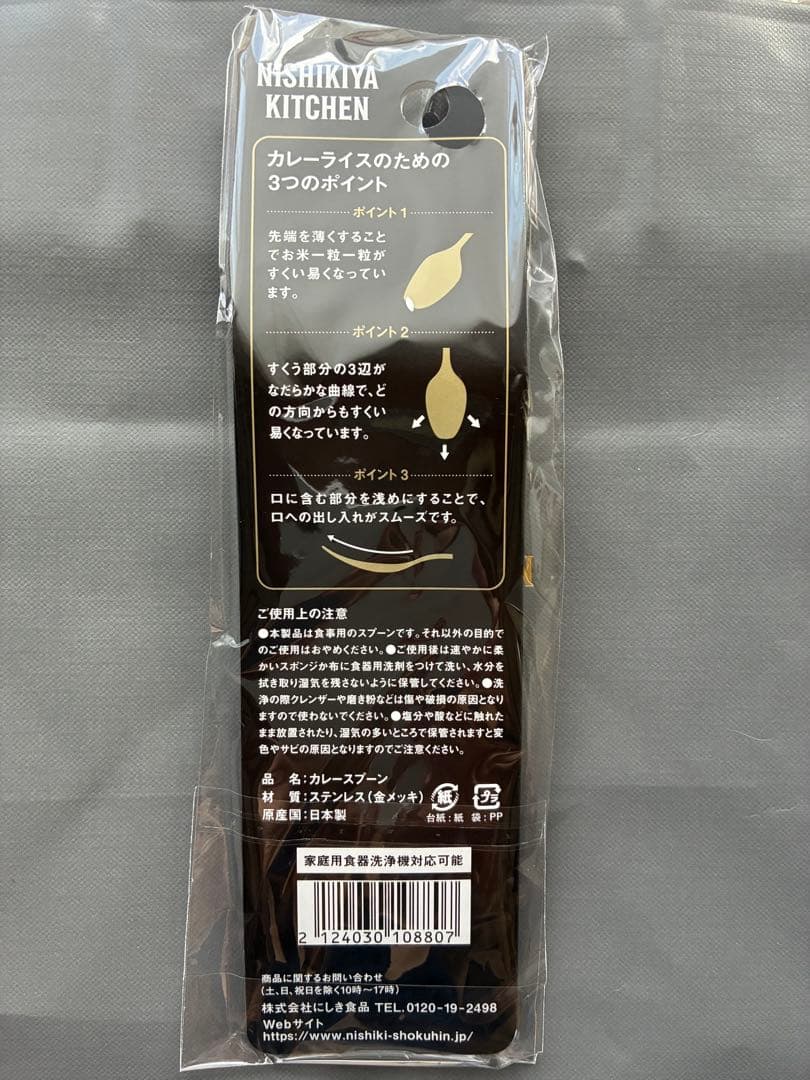 NISHIKIYA
KITCHEN
カレーライスのための
3つのポイント
ポイント1
先端を薄くすること
でお米一粒一粒が
すくい易くなってい
ます。
ポイント2
すくう部分の3辺が
なだらかな曲線で、ど
の方向からもすくい
易くなっています。
ポイント3
口に含む部分を浅めにすることで、
口への出し入れがスムーズです。
ご使用上の注意
●本製品は食事用のスプーンです。それ以外の目的で
のご使用はおやめください。●ご使用後は速やかに柔
かいスポンジか布に食器用洗剤をつけて洗い、水分を
拭き取り湿気を残さないように保管してください。●洗
浄の際クレンザーや磨き粉などは傷や破損の原因となり
ますので使わないでください。●塩分や酸などに触れた
まま放置されたり、湿気の多いところで保管されますと変
色やサビの原因となりますのでご注意ください。
品　名:カレースプーン
材　質:ステンレス(金メッキ)
原産国:日本製
紙 プラ
台紙:紙 袋:PP
家庭用食器洗浄機対応可能
2 124030 108807
商品に関するお問い合わせ
(土、日、祝日を除く10時〜17時)
株式会社にしき食品 TEL.0120-19-2498
Webサイト
https://www.nishiki-shokuhin.jp/